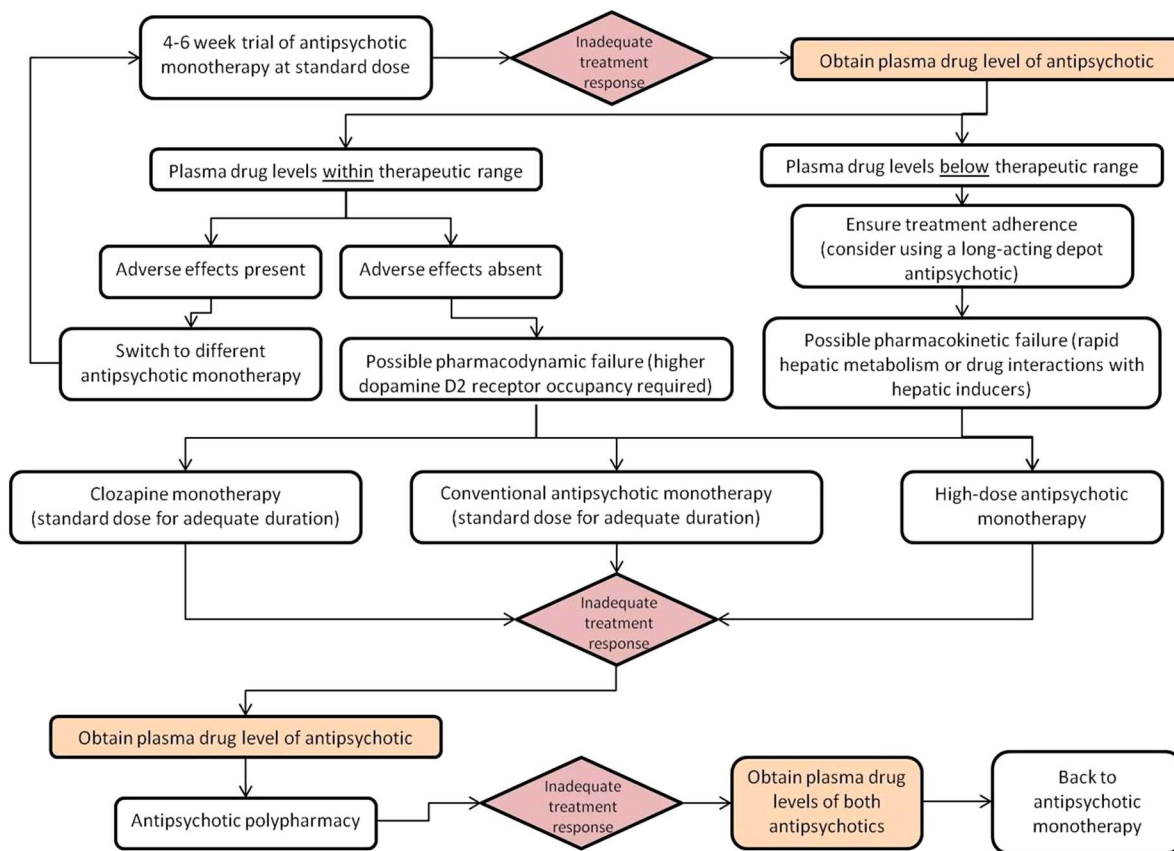 4-6 week trial of antipsychotic
monotherapy at standard dose
Inadequate
treatment
response
Obtain plasma drug level of antipsychotic
Plasma drug levels within therapeutic range
Plasma drug levels below therapeutic range
Adverse effects present
Adverse effects absent
Ensure treatment adherence
(consider using a long-acting depot
antipsychotic)
Switch to different
antipsychotic monotherapy
Possible pharmacodynamic failure (higher
dopamine D2 receptor occupancy required)
Possible pharmacokinetic failure (rapid
hepatic metabolism or drug interactions with
hepatic inducers)
Clozapine monotherapy
(standard dose for adequate duration)
Conventional antipsychotic monotherapy
(standard dose for adequate duration)
High-dose antipsychotic
monotherapy
Inadequate
treatment
response
Obtain plasma drug level of antipsychotic
Antipsychotic polypharmacy
Inadequate
treatment
response
Obtain plasma drug
levels of both
antipsychotics
Back to
antipsychotic
monotherapy